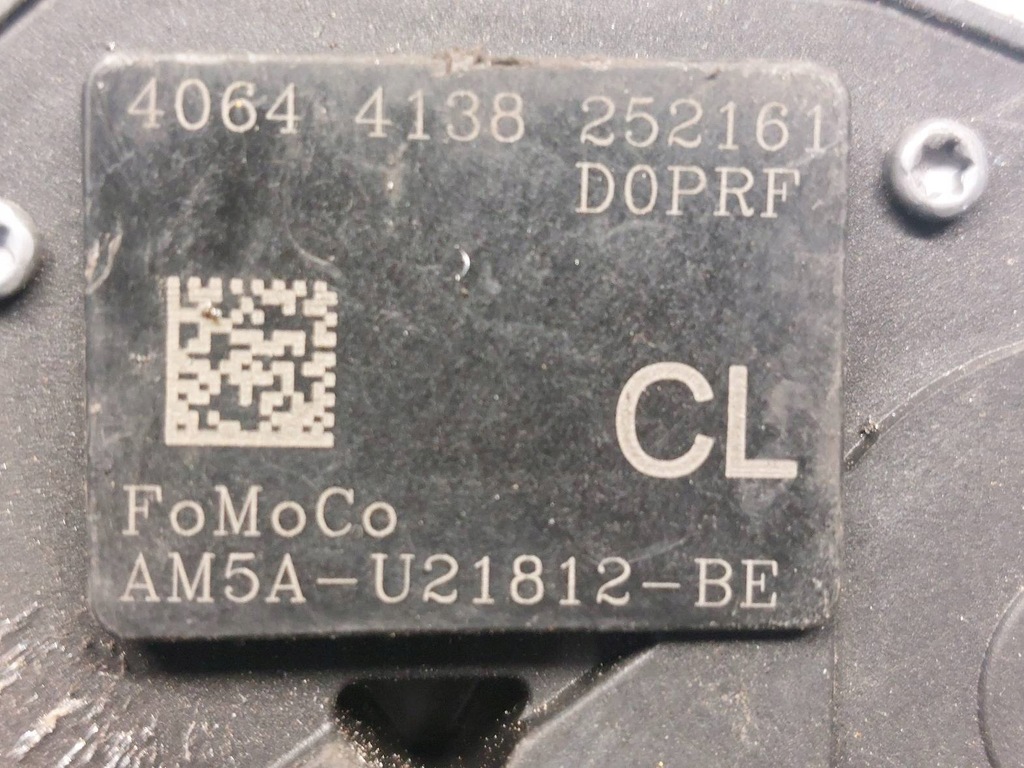 4064 4138 252161
D0PRF
CL
FoMoCo
AM5A-U21812-BE